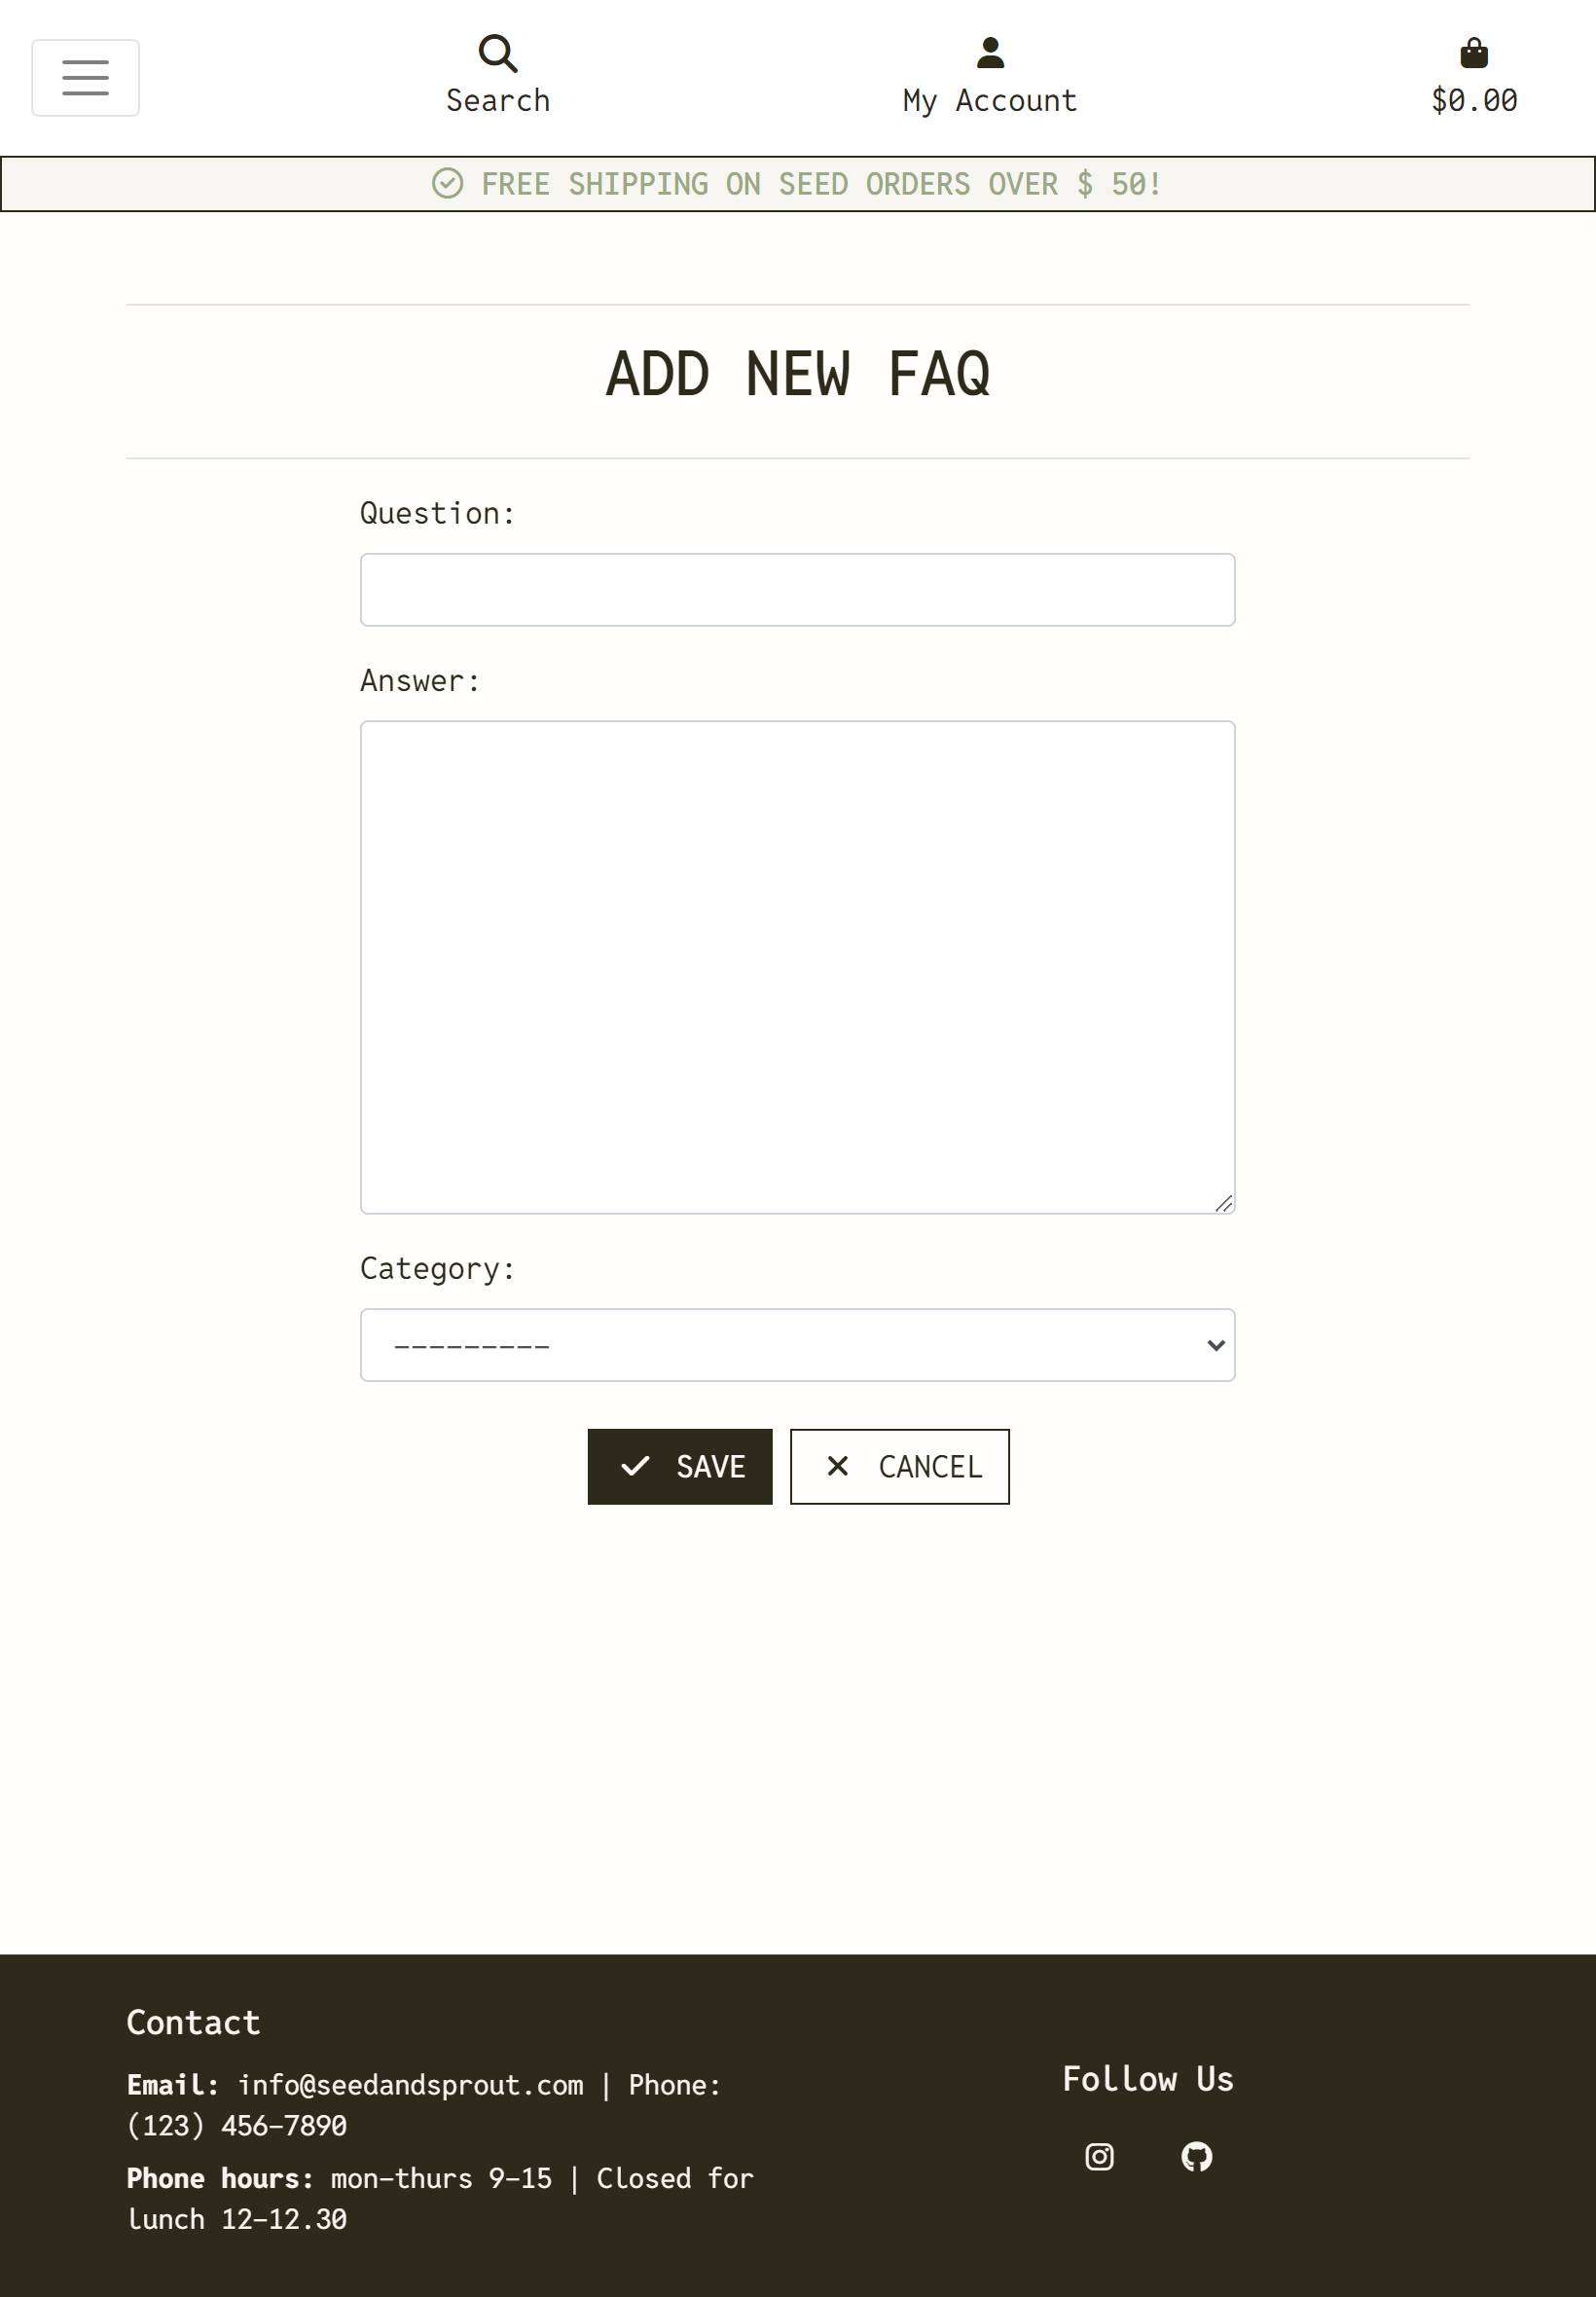 Search
My Account
$0.00
FREE SHIPPING ON SEED ORDERS OVER $ 50!
ADD NEW FAQ
Question:
Answer:
Category:
---------
SAVE
CANCEL
Contact
Email: info@seedandsprout.com | Phone:
(123) 456-7890
Phone hours: mon-thurs 9-15 | Closed for
lunch 12-12.30
Follow Us